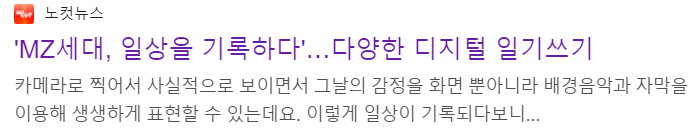 노컷뉴스
'MZ세대, 일상을 기록하다'…다양한 디지털 일기쓰기
카메라로 찍어서 사실적으로 보이면서 그날의 감정을 화면 뿐아니라 배경음악과 자막을
이용해 생생하게 표현할 수 있는데요. 이렇게 일상이 기록되다보니...